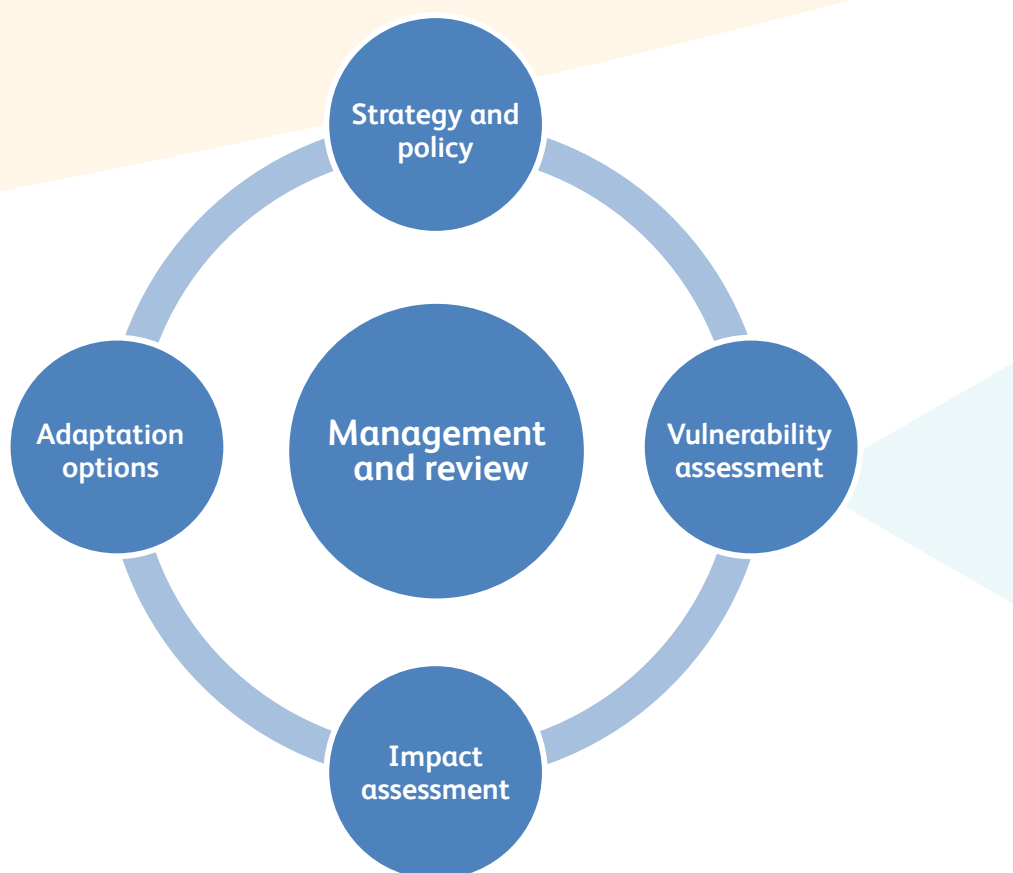 Strategy and
policy
Adaptation
options
Management
and review
Vulnerability
assessment
Impact
assessment